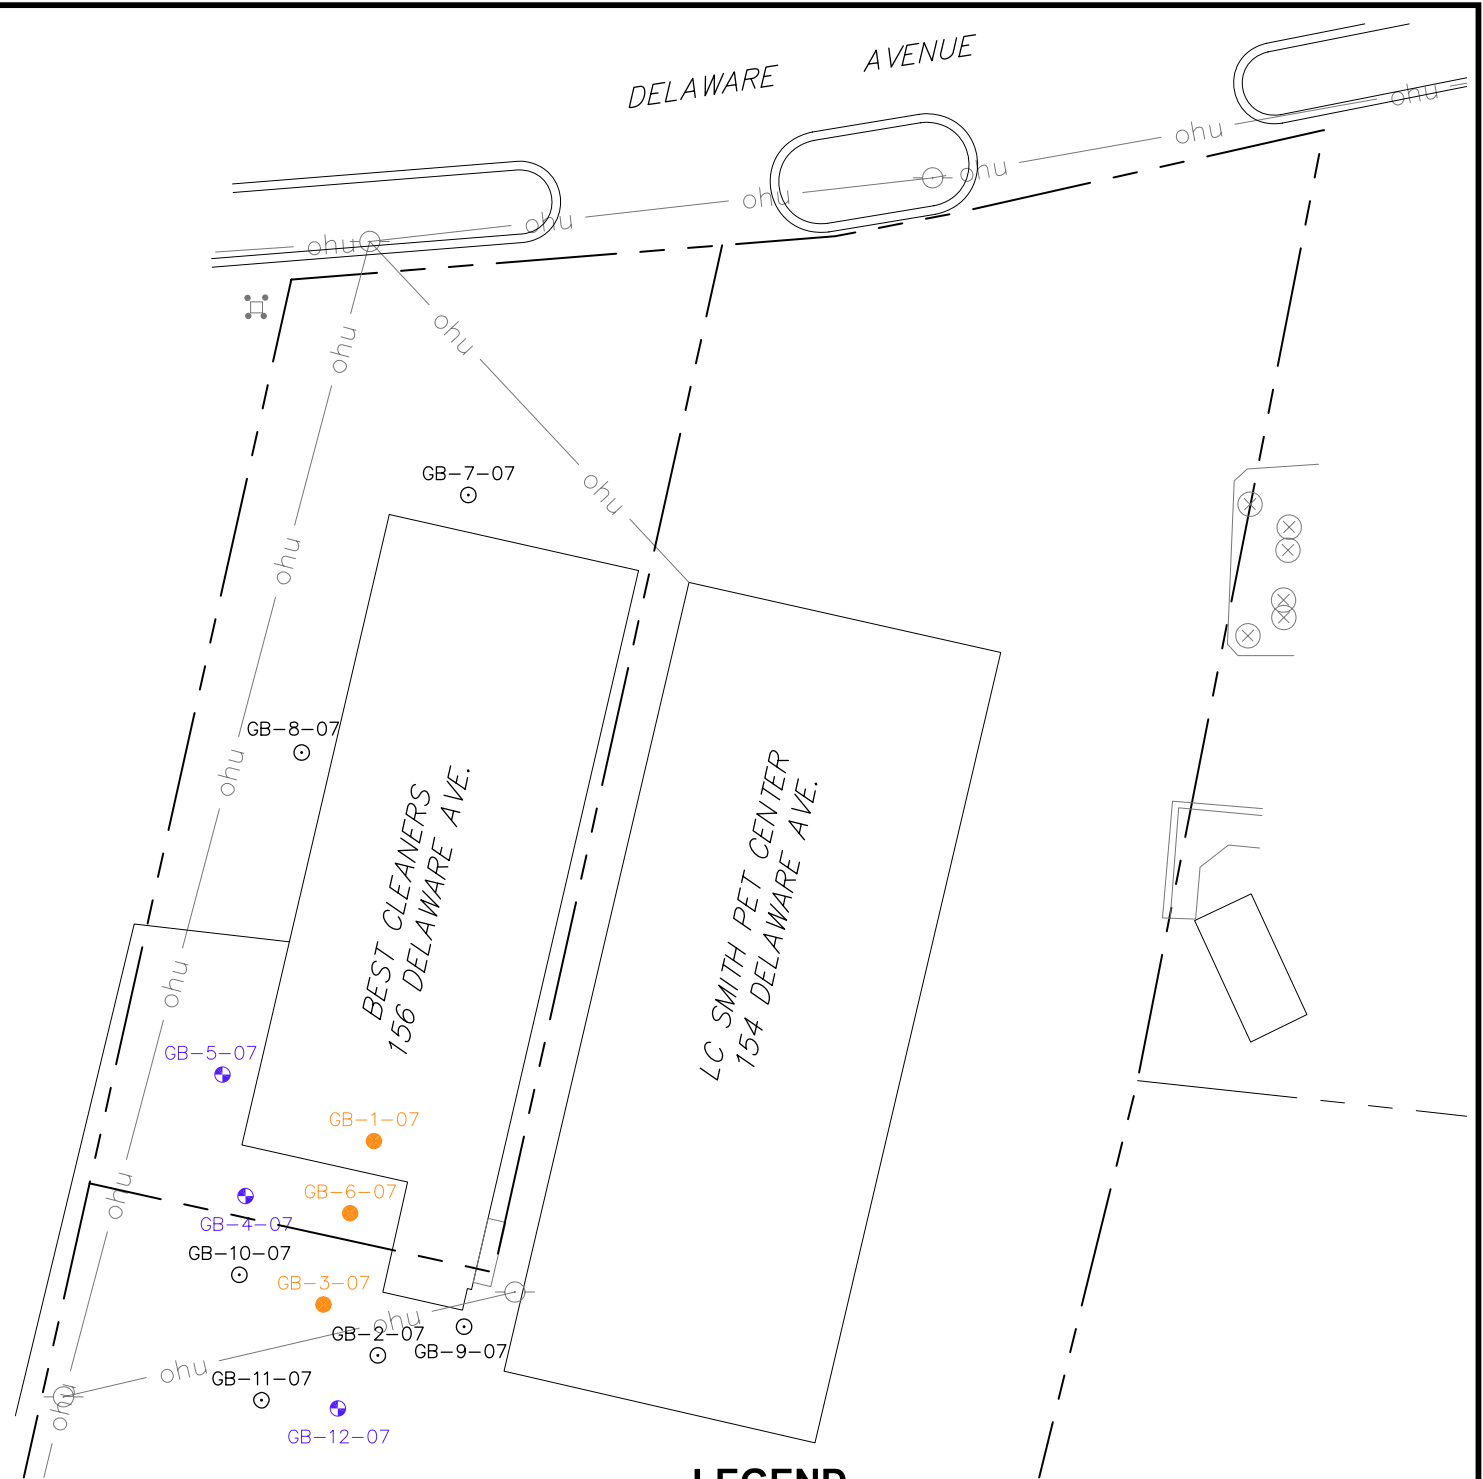 DELAWARE AVENUE
ohu
ohu
ohu
ohu
ohu
ohu
ohu
ohu
GB-7-07
ohu
ohu
GB-8-07
ohu
BEST CLEANERS
156 DELAWARE AVE.
LC SMITH PET CENTER
154 DELAWARE AVE.
ohu
GB-5-07
GB-1-07
ohu
GB-6-07
GB-4-07
GB-10-07
GB-3-07
ohu
GB-2-07
GB-9-07
ohu
GB-11-07
ohu
GB-12-07
LEGEND